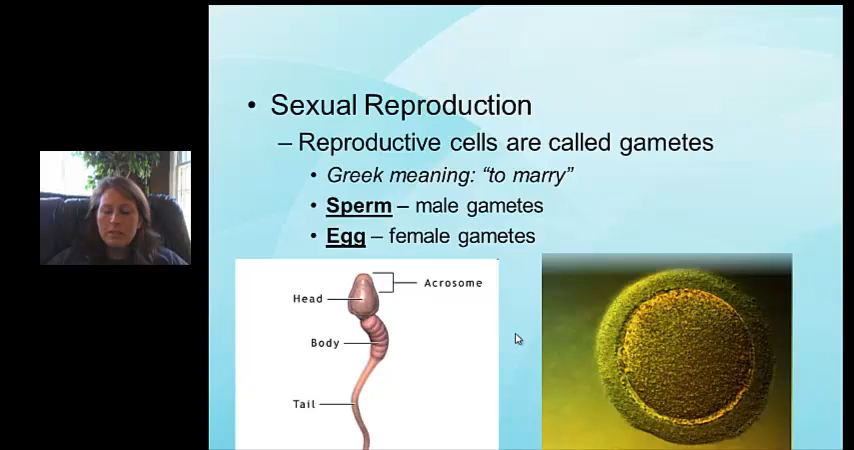 • Sexual Reproduction
– Reproductive cells are called gametes
• Greek meaning: “to marry”
• Sperm – male gametes
• Egg – female gametes
Acrosome
Head
Body
Tail